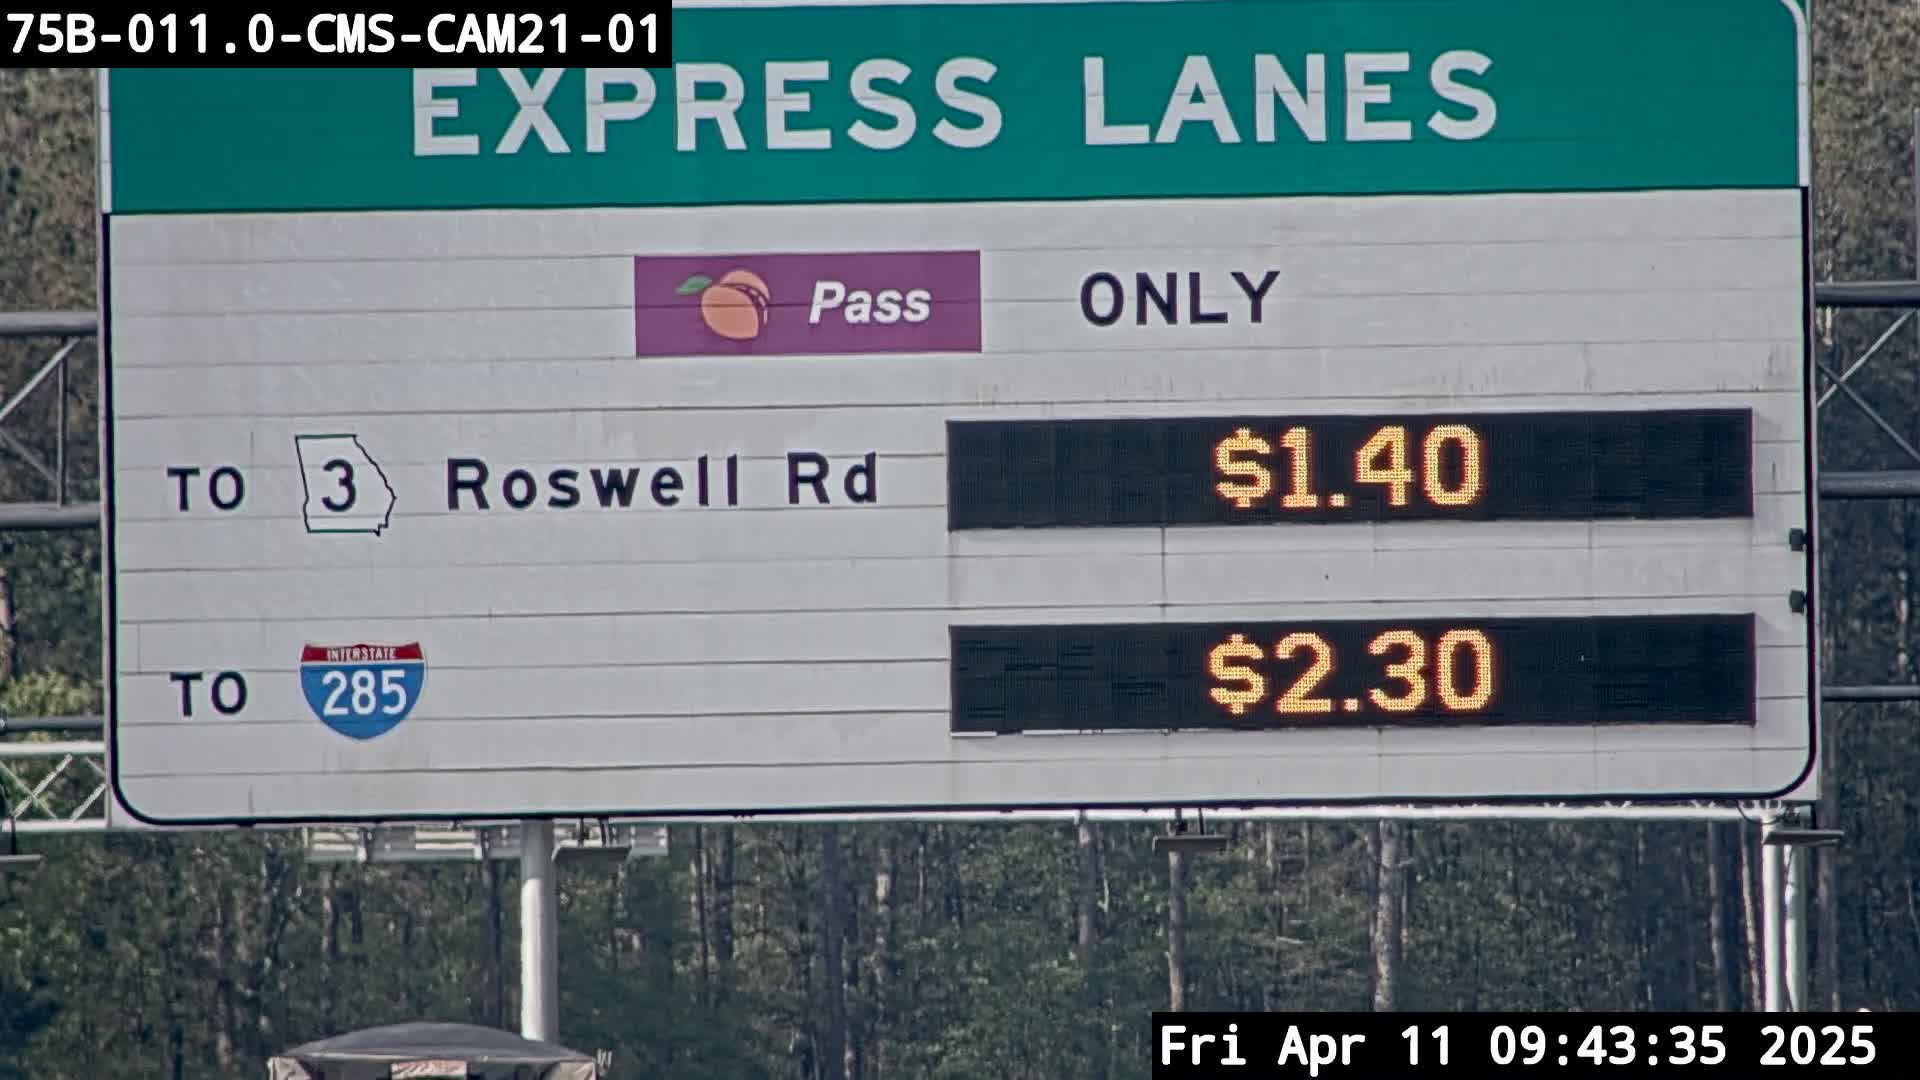 75B-011.0-CMS-CAM21-01
EXPRESS LANES
Pass ONLY
TO 3 Roswell Rd $1.40
INTERSTATE
TO 285 $2.30
Fri Apr 11 09:43:35 2025